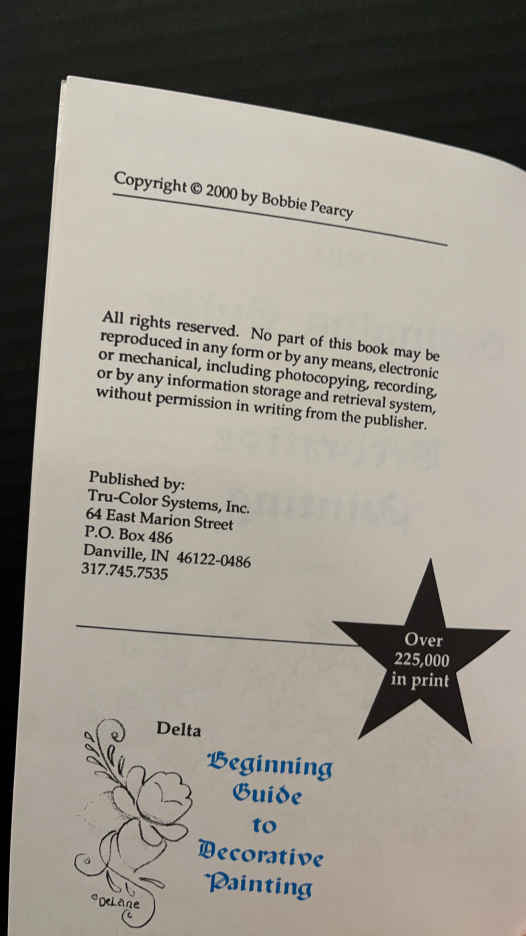 Copyright © 2000 by Bobbie Pearcy
All rights reserved. No part of this book may be
reproduced in any form or by any means, electronic
or mechanical, including photocopying, recording,
or by any information storage and retrieval system,
without permission in writing from the publisher.
Published by:
Tru-Color Systems, Inc.
64 East Marion Street
P.O. Box 486
Danville, IN 46122-0486
317.745.7535
Over
225,000
in print
Delta
Beginning
Guide
to
Decorative
Painting
©DeLane